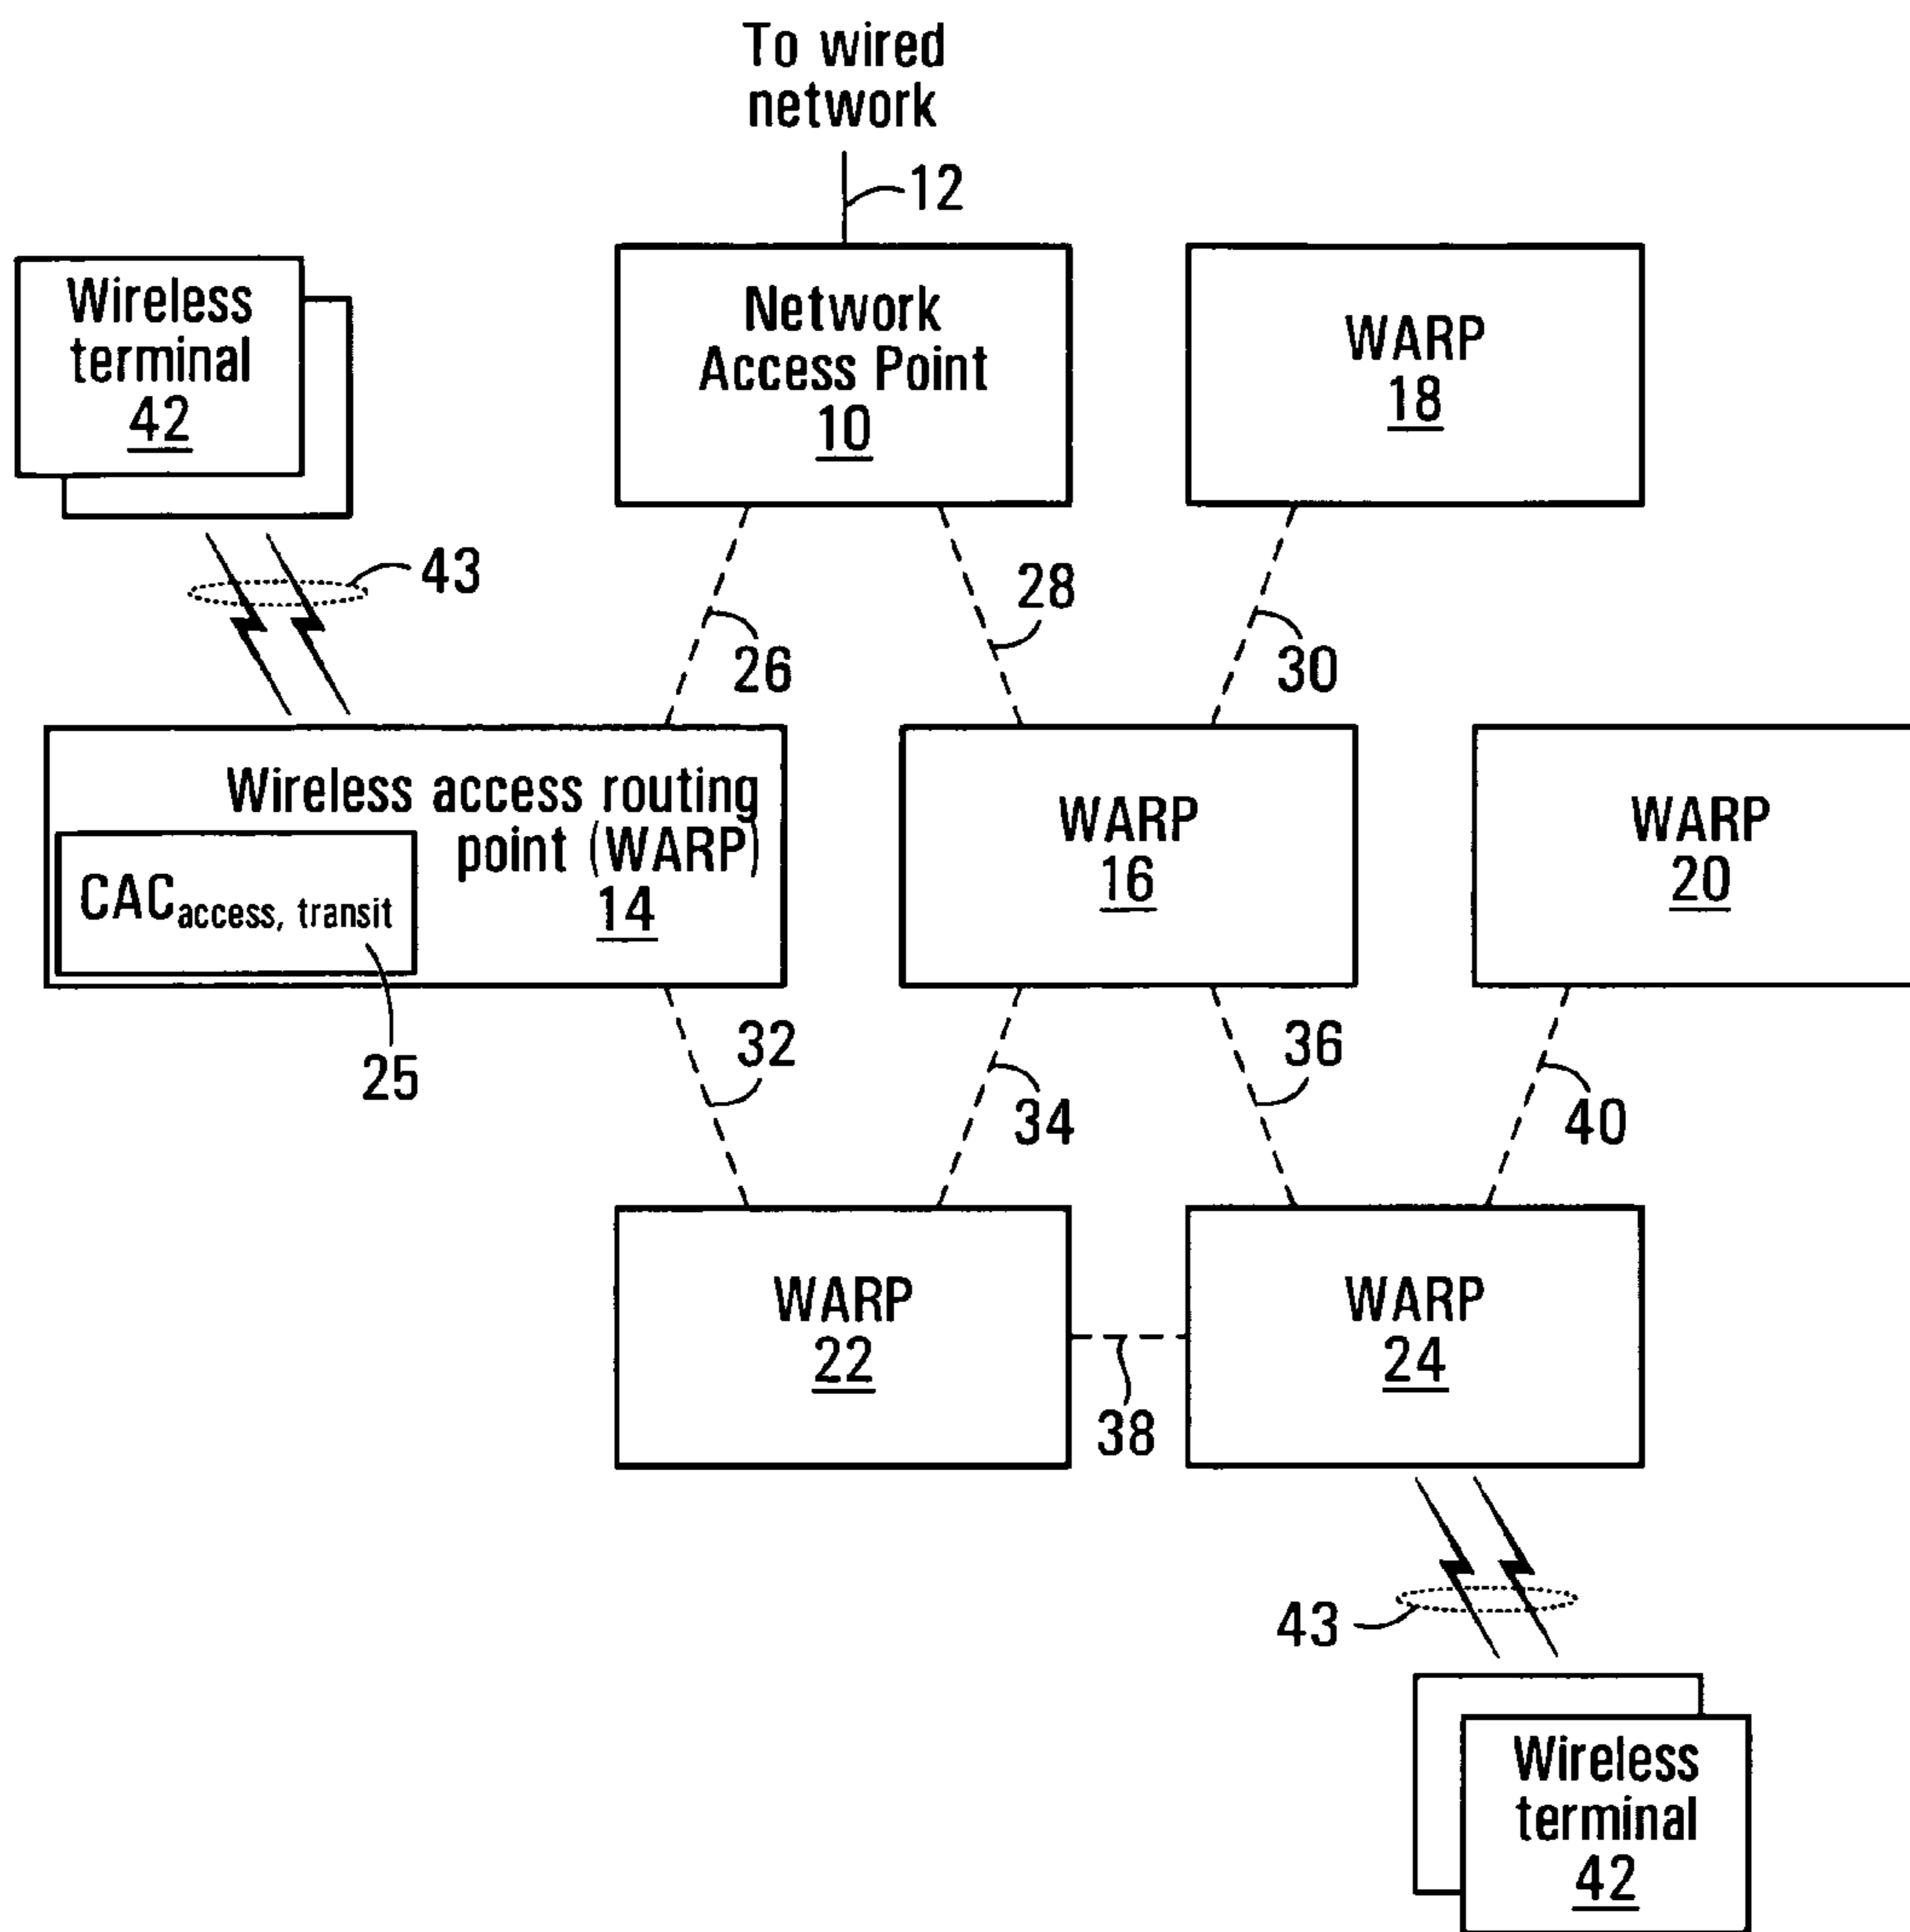 To wired
network
12
Wireless
terminal
42
Network
Access Point
10
WARP
18
43
26
28
30
Wireless access routing
point (WARP)
14
CACaccess, transit
25
WARP
16
WARP
20
32
34
36
40
WARP
22
38
WARP
24
43
Wireless
terminal
42